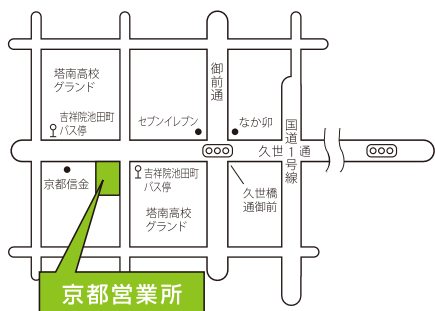 塔南高校
グランド
御
前
通
吉祥院池田町
バス停
セブンイレブン
なか卯
国
道
1
号
線
久世 通
京都信金
吉祥院池田町
バス停
久世橋
通御前
塔南高校
グランド
京都営業所